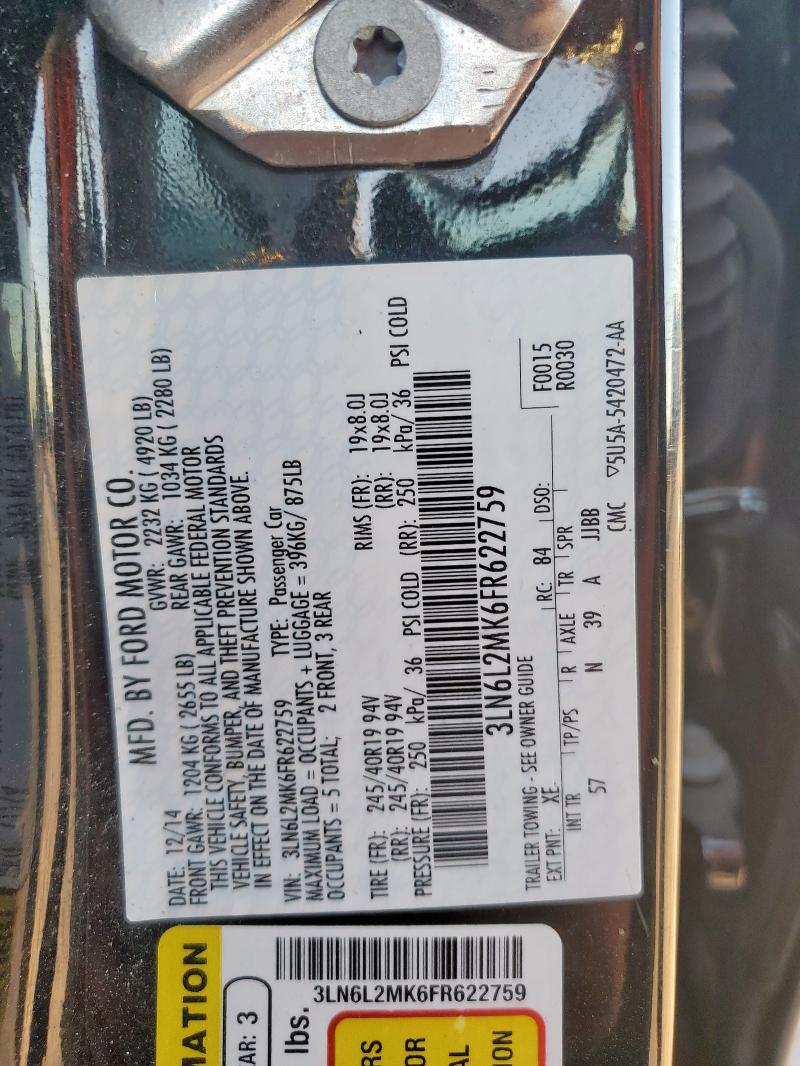 MFD. BY FORD MOTOR CO.
DATE: 12/14 GVWR: 2232 KG ( 4920 LB)
FRONT GAWR: 1204 KG ( 2655 LB) REAR GAWR: 1034 KG ( 2280 LB)
THIS VEHICLE CONFORMS TO ALL APPLICABLE FEDERAL MOTOR
VEHICLE SAFETY, BUMPER, AND THEFT PREVENTION STANDARDS
IN EFFECT ON THE DATE OF MANUFACTURE SHOWN ABOVE.
VIN: 3LN6L2MK6FR622759 TYPE: Passenger Car
MAXIMUM LOAD = OCCUPANTS + LUGGAGE = 396KG/ 875LB
OCCUPANTS = 5 TOTAL; 2 FRONT, 3 REAR
TIRE (FR): 245/40R19 94V RIMS (FR): 19x8.0J
(RR): 245/40R19 94V (RR): 19x8.0J
PRESSURE (FR): 250 kPa/ 36 PSI COLD (RR): 250 kPa/ 36 PSI COLD
3LN6L2MK6FR622759
TRAILER TOWING - SEE OWNER GUIDE
F0015
R0030
EXT PNT: XE RC: 84 DSO:
INT TR TP/PS R AXLE TR SPR
57 N 39 A JJBB
CMC ▽5U5A-5420472-AA
MATION
AR: 3
lbs.
3LN6L2MK6FR622759
RS
OR
AL
ION